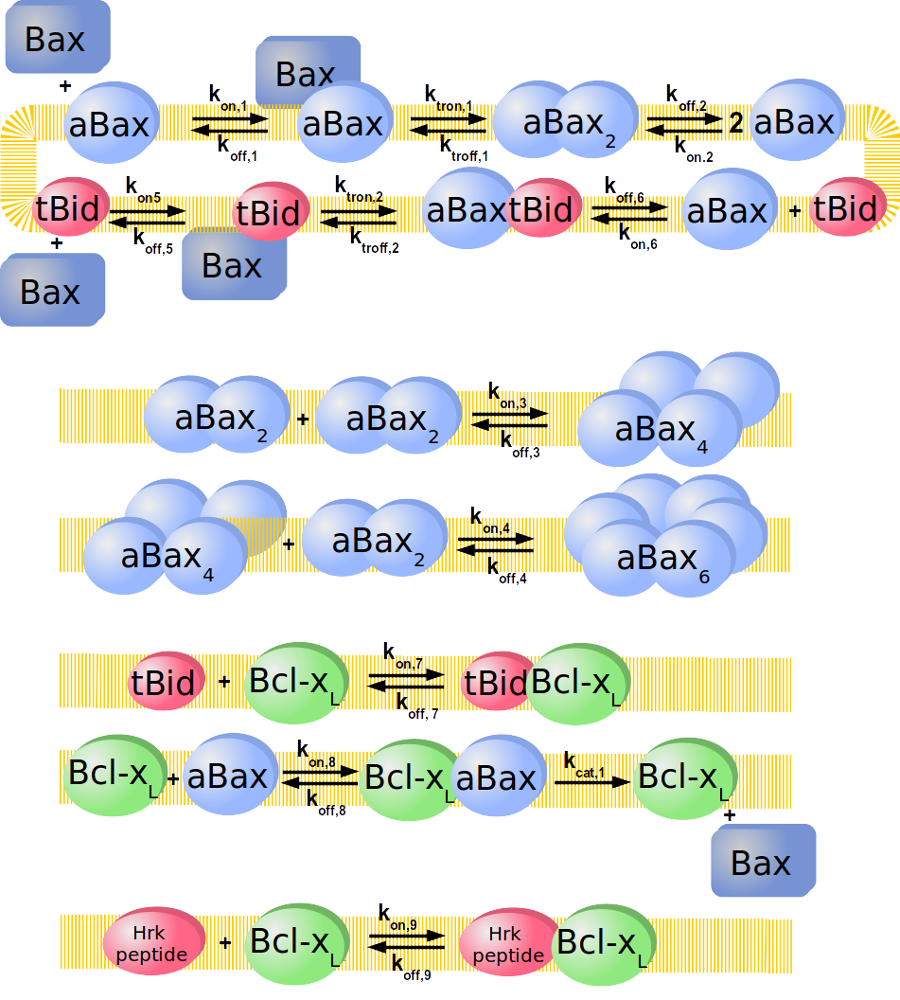 Bax
+
aBax
k on,1
k off,1
Bax
aBax
k tron,1
k troff,1
aBax 2
k off,2
k on.2
2 aBax
tBid
+
Bax
k on5
k off,5
tBid
Bax
k tron,2
k troff,2
aBax tBid
k off,6
k on,6
aBax + tBid
aBax 2 + aBax 2
k on,3
k off,3
aBax 4
aBax 4 + aBax 2
k on,4
k off,4
aBax 6
tBid + Bcl-x L
k on,7
k off, 7
tBid Bcl-x L
Bcl-x L + aBax
k on,8
k off,8
Bcl-x L aBax
k cat,1
Bcl-x L
+
Bax
Hrk
peptide
+ Bcl-x L
k on,9
k off,9
Hrk
peptide
Bcl-x L